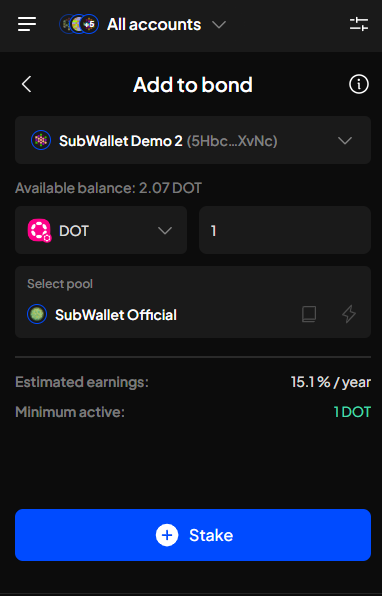 +5 All accounts
Add to bond
SubWallet Demo 2 (5Hbc...XvNc)
Available balance: 2.07 DOT
DOT 1
Select pool
SubWallet Official
Estimated earnings: 15.1 % / year
Minimum active: 1 DOT
Stake